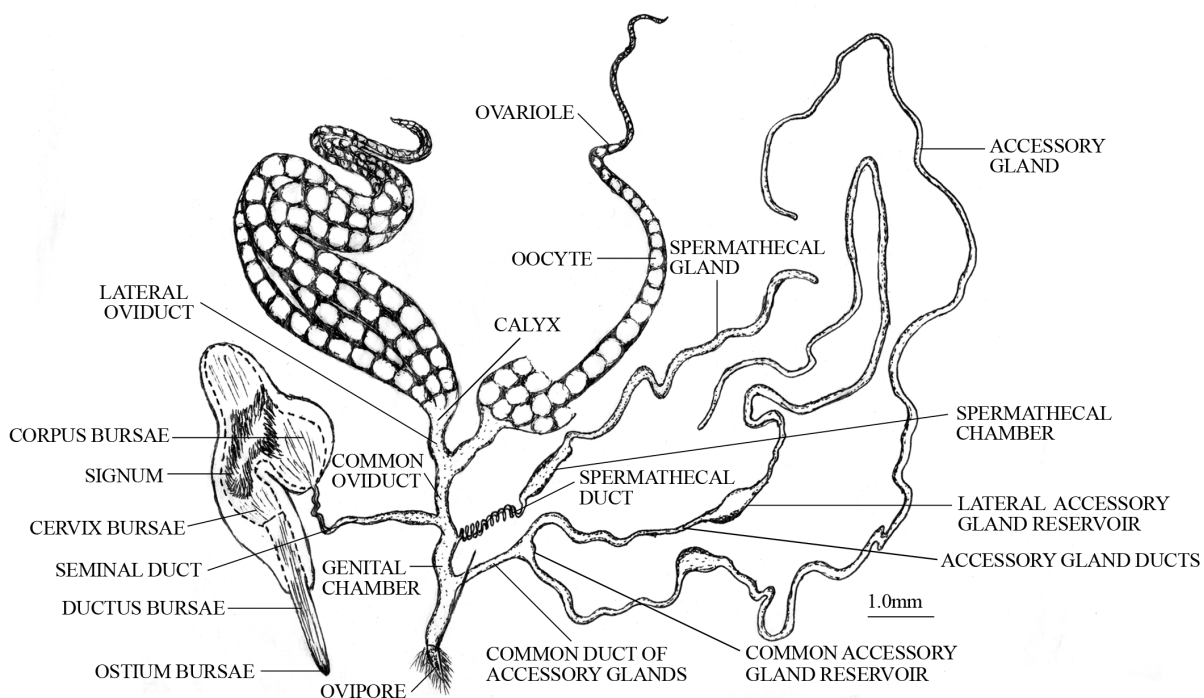 OVARIOLE
ACCESSORY
GLAND
SPERMATHECAL
GLAND
OOCYTE
LATERAL
OVIDUCT
CALYX
SPERMATHECAL
CHAMBER
CORPUS BURSAE
COMMON
OVIDUCT
SIGNUM
SPERMATHECAL
DUCT
LATERAL ACCESSORY
GLAND RESERVOIR
CERVIX BURSAE
ACCESSORY GLAND DUCTS
SEMINAL DUCT
GENITAL
CHAMBER
DUCTUS BURSAE
1.0mm
OSTIUM BURSAE
COMMON DUCT OF
ACCESSORY GLANDS
COMMON ACCESSORY
GLAND RESERVOIR
OVIPORE